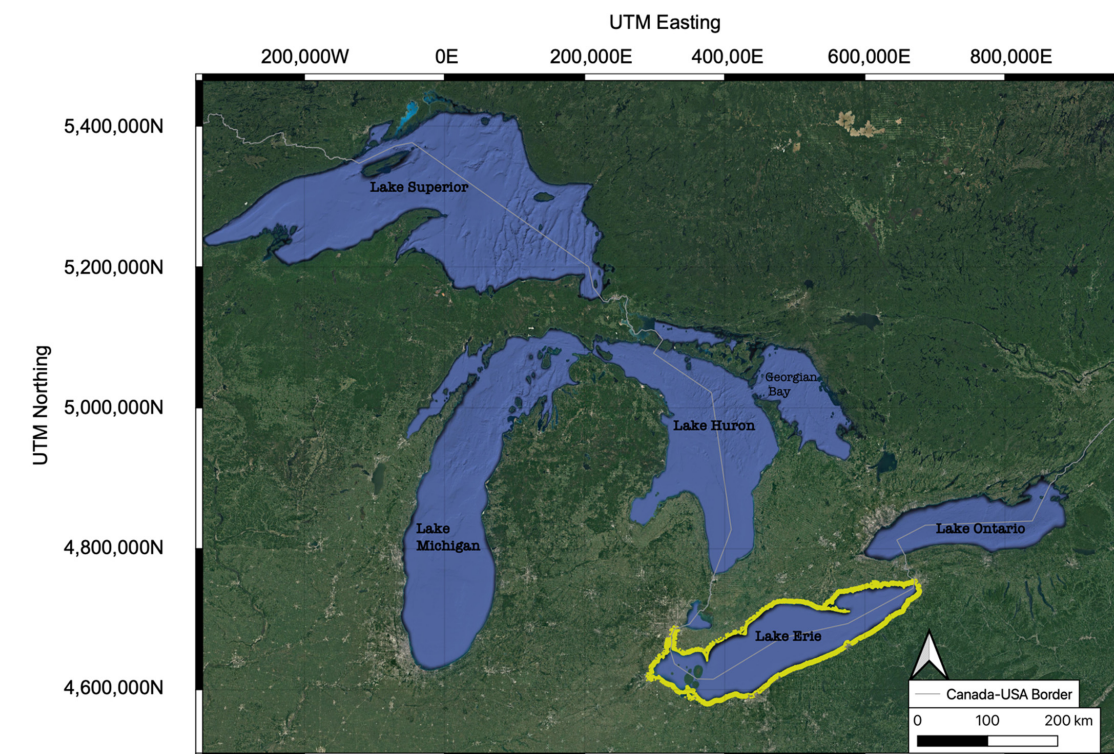 UTM Easting
200,000W 0E 200,000E 400,000E 600,000E 800,000E
UTM Northing
5,400,000N
5,200,000N
5,000,000N
4,800,000N
4,600,000N
Lake Superior
Georgian
Bay
Lake Huron
Lake
Michigan
Lake Ontario
Lake Erie
Canada-USA Border
0 100 200 km